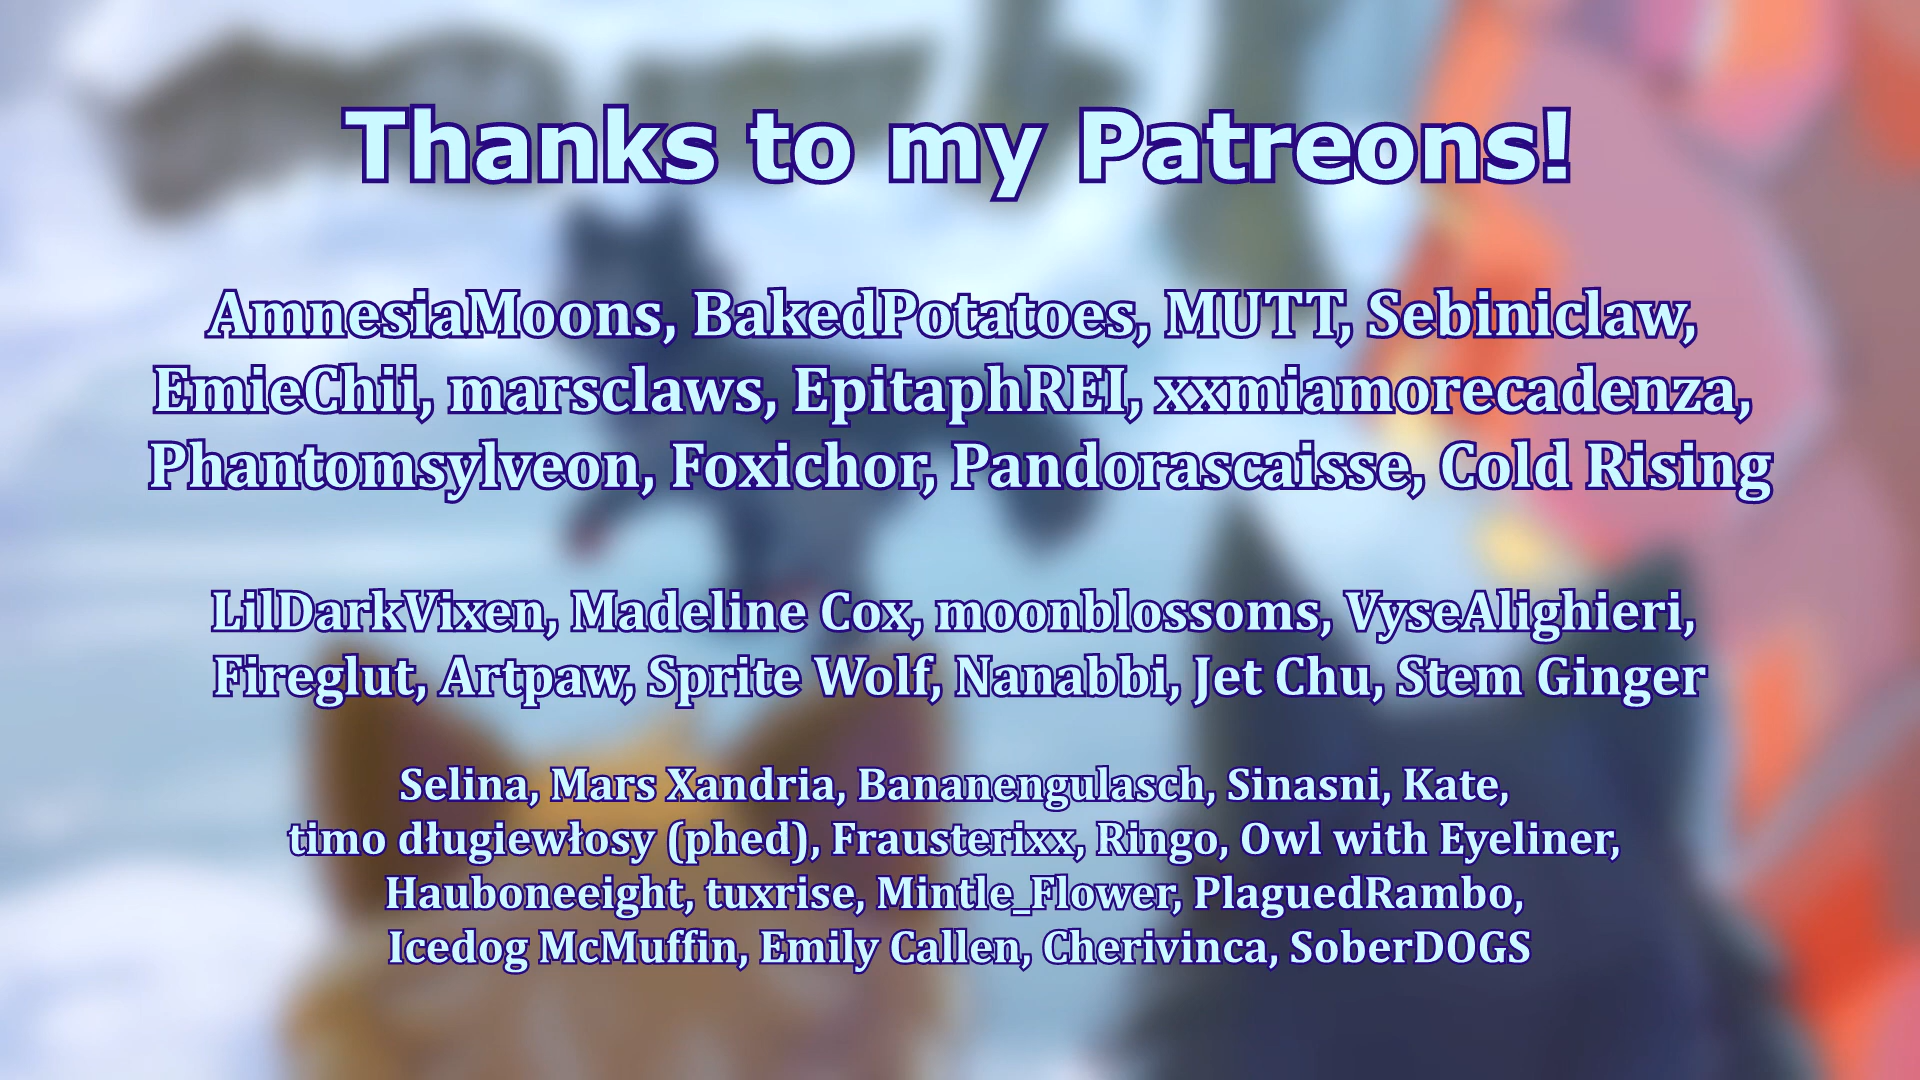 Thanks to my Patreons!
AmnesiaMoons, BakedPotatoes, MUTT, Sebiniclaw,
EmieChii, marsclaws, EpitaphREI, xxmiamorecadenza,
Phantomsylveon, Foxichor, Pandorascaisse, Cold Rising
LilDarkVixen, Madeline Cox, moonblossoms, VyseAlighieri,
Fireglut, Artpaw, Sprite Wolf, Nanabbi, Jet Chu, Stem Ginger
Selina, Mars Xandria, Bananengulasch, Sinasni, Kate,
timo długiewłosy (phed), Frausterixx, Ringo, Owl with Eyeliner,
Hauboneeight, tuxrise, Mintle_Flower, PlaguedRambo,
Icedog McMuffin, Emily Callen, Cherivinca, SoberDOGS